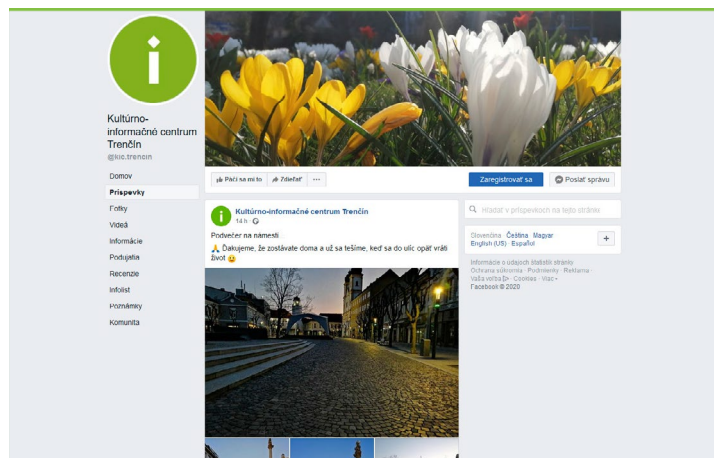 Kultúrno-
informačné centrum
Trenčín
@kic.trencin
Domov
Príspevky
Fotky
Videá
Informácie
Podujatia
Recenzie
Infolist
Poznámky
Komunita
Páči sa mi to
Zdieľať
Zaregistrovať sa
Poslať správu
Kultúrno-informačné centrum Trenčín
14 h ·
Podvečer na námestí
Ďakujeme, že zostávate doma a už sa tešíme, keď sa do ulíc opäť vráti
život
Hľadať v príspevkoch na tejto stránke
Slovenčina · Čeština · Magyar
English (US) · Español
Informácie o údajoch štatistík stránky
Ochrana súkromia · Podmienky · Reklama ·
Vaša voľba · Cookies · Viac
Facebook © 2020